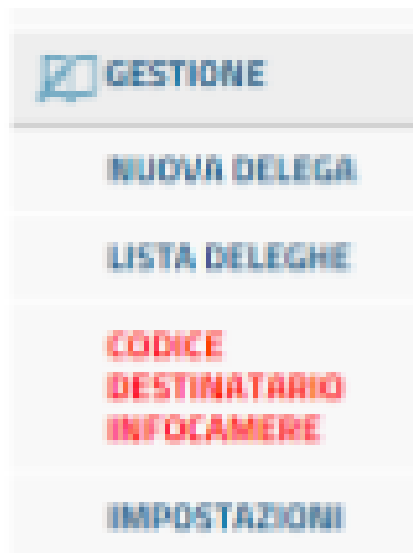 GESTIONE
NUOVA DELEGA
LISTA DELEGHE
CODICE
DESTINATARIO
INFOCAMERE
IMPOSTAZIONI